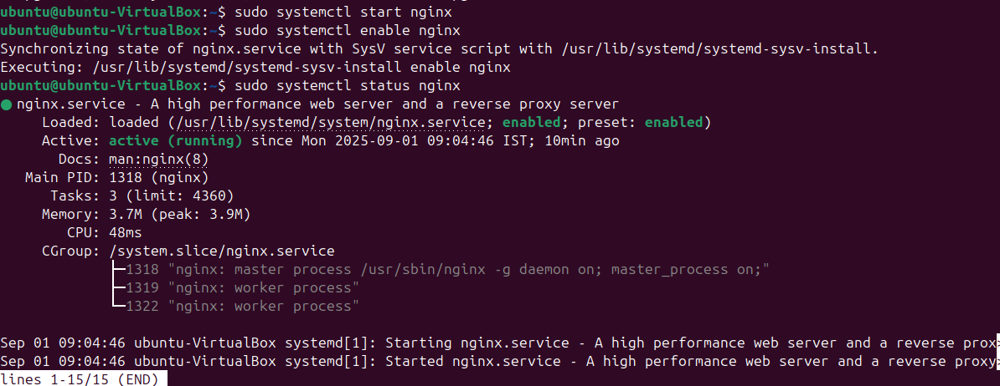 ubuntu@ubuntu-VirtualBox:~$ sudo systemctl start nginx
ubuntu@ubuntu-VirtualBox:~$ sudo systemctl enable nginx
Synchronizing state of nginx.service with SysV service script with /usr/lib/systemd/systemd-sysv-install.
Executing: /usr/lib/systemd/systemd-sysv-install enable nginx
ubuntu@ubuntu-VirtualBox:~$ sudo systemctl status nginx
● nginx.service - A high performance web server and a reverse proxy server
     Loaded: loaded (/usr/lib/systemd/system/nginx.service; enabled; preset: enabled)
     Active: active (running) since Mon 2025-09-01 09:04:46 IST; 10min ago
       Docs: man:nginx(8)
   Main PID: 1318 (nginx)
      Tasks: 3 (limit: 4360)
     Memory: 3.7M (peak: 3.9M)
        CPU: 48ms
     CGroup: /system.slice/nginx.service
             ├─1318 "nginx: master process /usr/sbin/nginx -g daemon on; master_process on;"
             ├─1319 "nginx: worker process"
             └─1322 "nginx: worker process"
Sep 01 09:04:46 ubuntu-VirtualBox systemd[1]: Starting nginx.service - A high performance web server and a reverse prox>
Sep 01 09:04:46 ubuntu-VirtualBox systemd[1]: Started nginx.service - A high performance web server and a reverse proxy>
lines 1-15/15 (END)